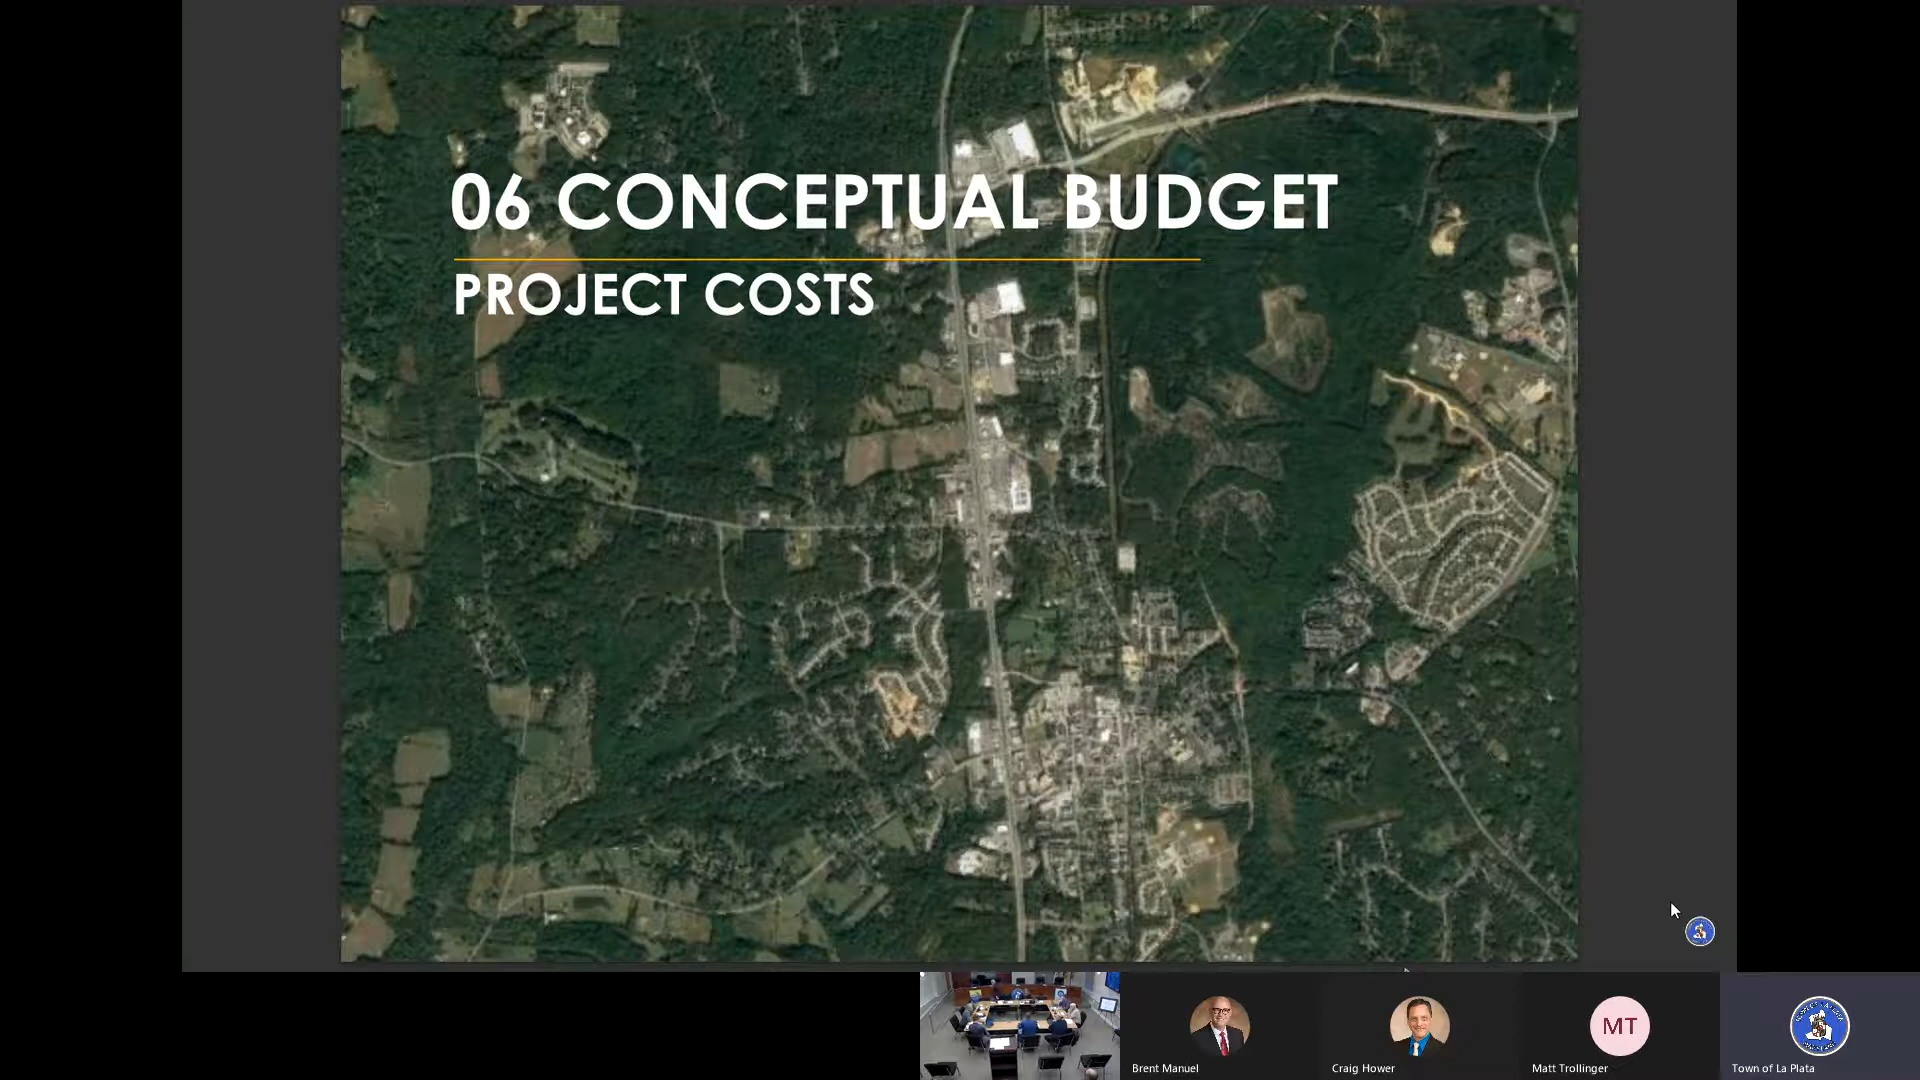 06 CONCEPTUAL BUDGET
PROJECT COSTS
MT
Brent Manuel
Craig Hower
Matt Trollinger
Town of La Plata